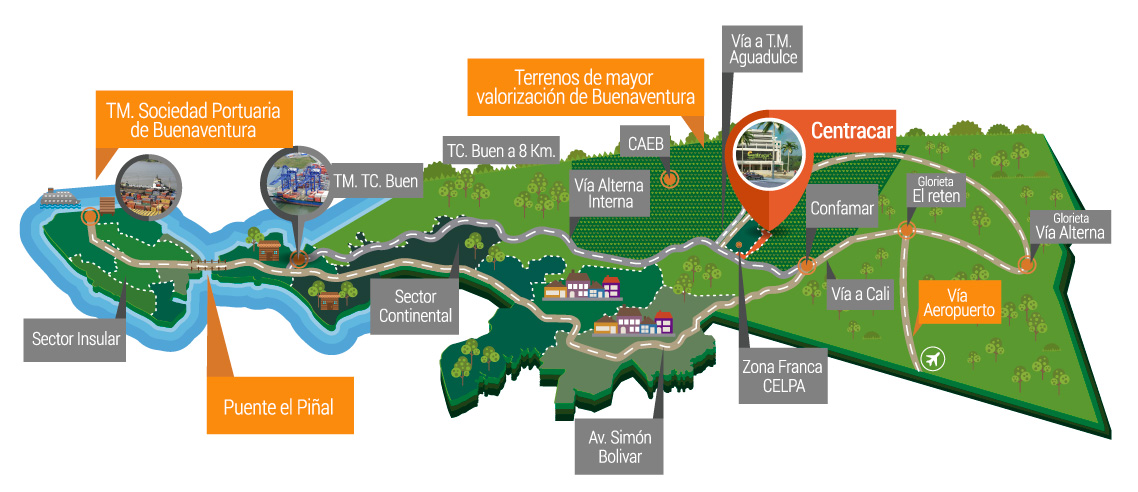 Vía a T.M.
Aguadulce
Terrenos de mayor
valorización de Buenaventura
TM. Sociedad Portuaria
de Buenaventura
Centracar
CAEB
TC. Buen a 8 Km.
TM. TC. Buen
Vía Alterna
Interna
Confamar
Glorieta
El reten
Glorieta
Vía Alterna
Sector
Continental
Vía a Cali
Vía
Aeropuerto
Sector Insular
Zona Franca
CELPA
Puente el Piñal
Av. Simón
Bolivar